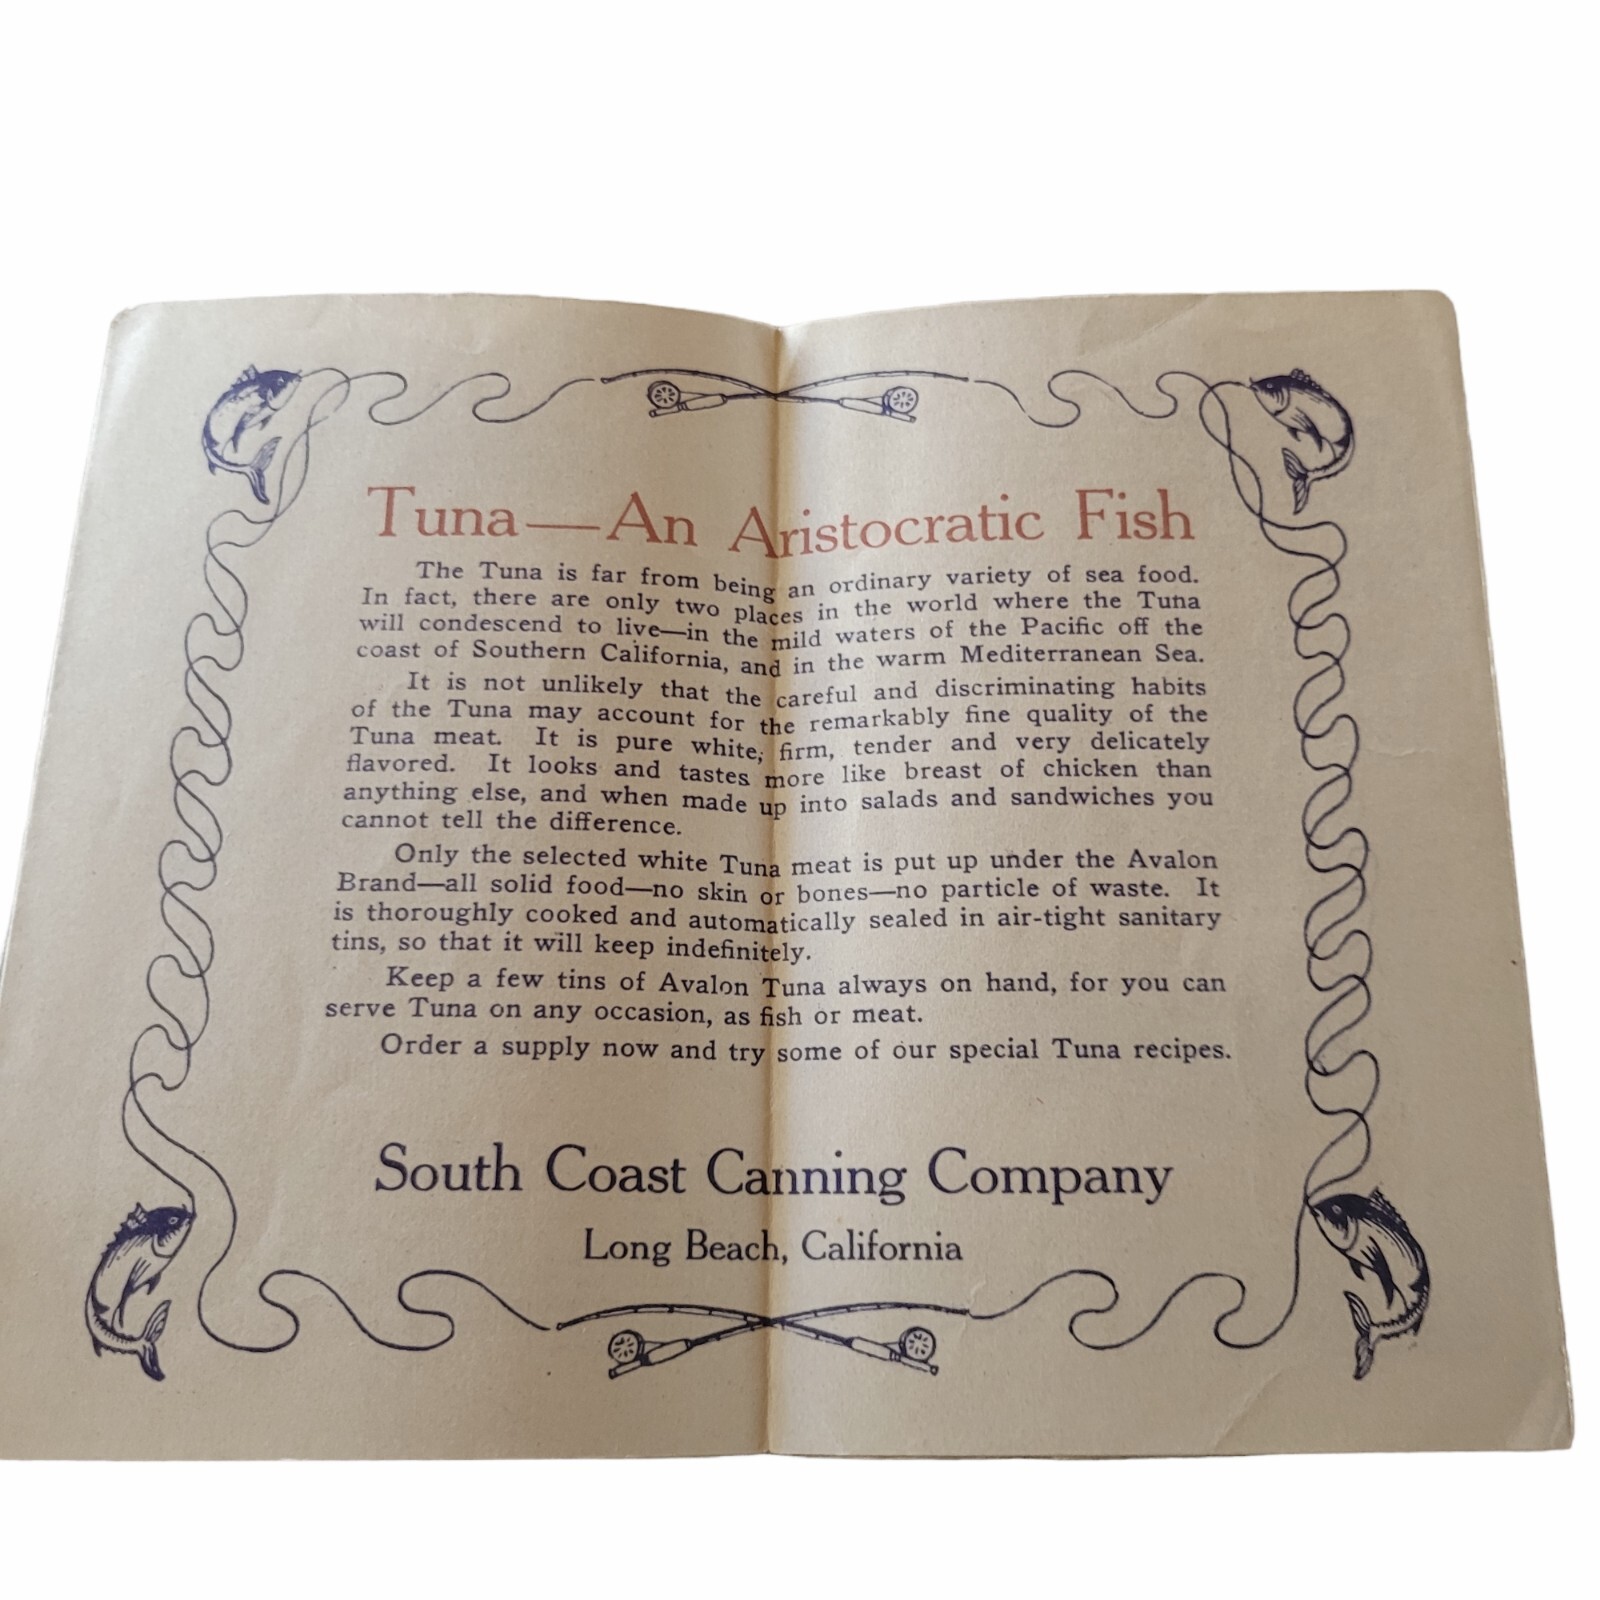 Tuna—An Aristocratic Fish
The Tuna is far from being an ordinary variety of sea food.
In fact, there are only two places in the world where the Tuna
will condescend to live—in the mild waters of the Pacific off the
coast of Southern California, and in the warm Mediterranean Sea.
It is not unlikely that the careful and discriminating habits
of the Tuna may account for the remarkably fine quality of the
Tuna meat. It is pure white, firm, tender and very delicately
flavored. It looks and tastes more like breast of chicken than
anything else, and when made up into salads and sandwiches you
cannot tell the difference.
Only the selected white Tuna meat is put up under the Avalon
Brand—all solid food—no skin or bones—no particle of waste. It
is thoroughly cooked and automatically sealed in air-tight sanitary
tins, so that it will keep indefinitely.
Keep a few tins of Avalon Tuna always on hand, for you can
serve Tuna on any occasion, as fish or meat.
Order a supply now and try some of our special Tuna recipes.
South Coast Canning Company
Long Beach, California